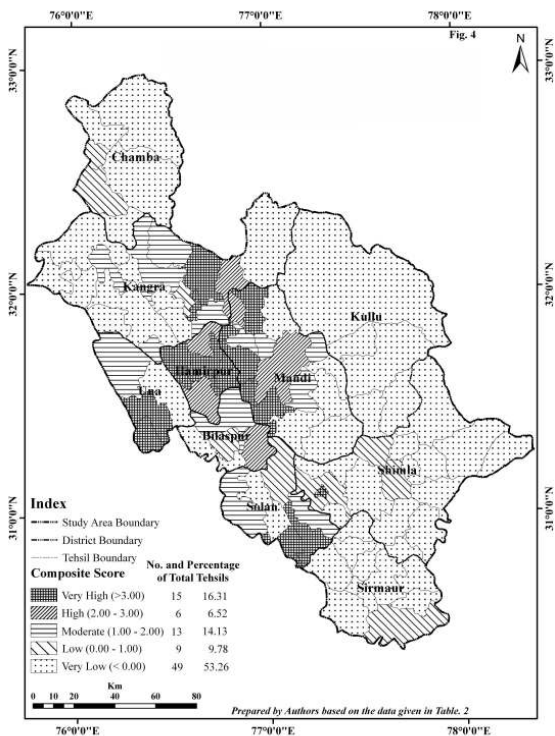 76°0'0"E 77°0'0"E 78°0'0"E
Fig. 4
N
33°0'0"N 33°0'0"N
Chamba
32°0'0"N 32°0'0"N
Kangra
Kullu
Hamirpur
Mandi
Una
Bilaspur
Shimla
Solan
31°0'0"N 31°0'0"N
Sirmaur
Index
Study Area Boundary
District Boundary
Tehsil Boundary
Composite Score No. and Percentage of Total Tehsils
Very High (>3.00) 15 16.31
High (2.00 - 3.00) 6 6.52
Moderate (1.00 - 2.00) 13 14.13
Low (0.00 - 1.00) 9 9.78
Very Low (< 0.00) 49 53.26
Km
0 10 20 40 60 80
Prepared by Authors based on the data given in Table. 2
76°0'0"E 77°0'0"E 78°0'0"E